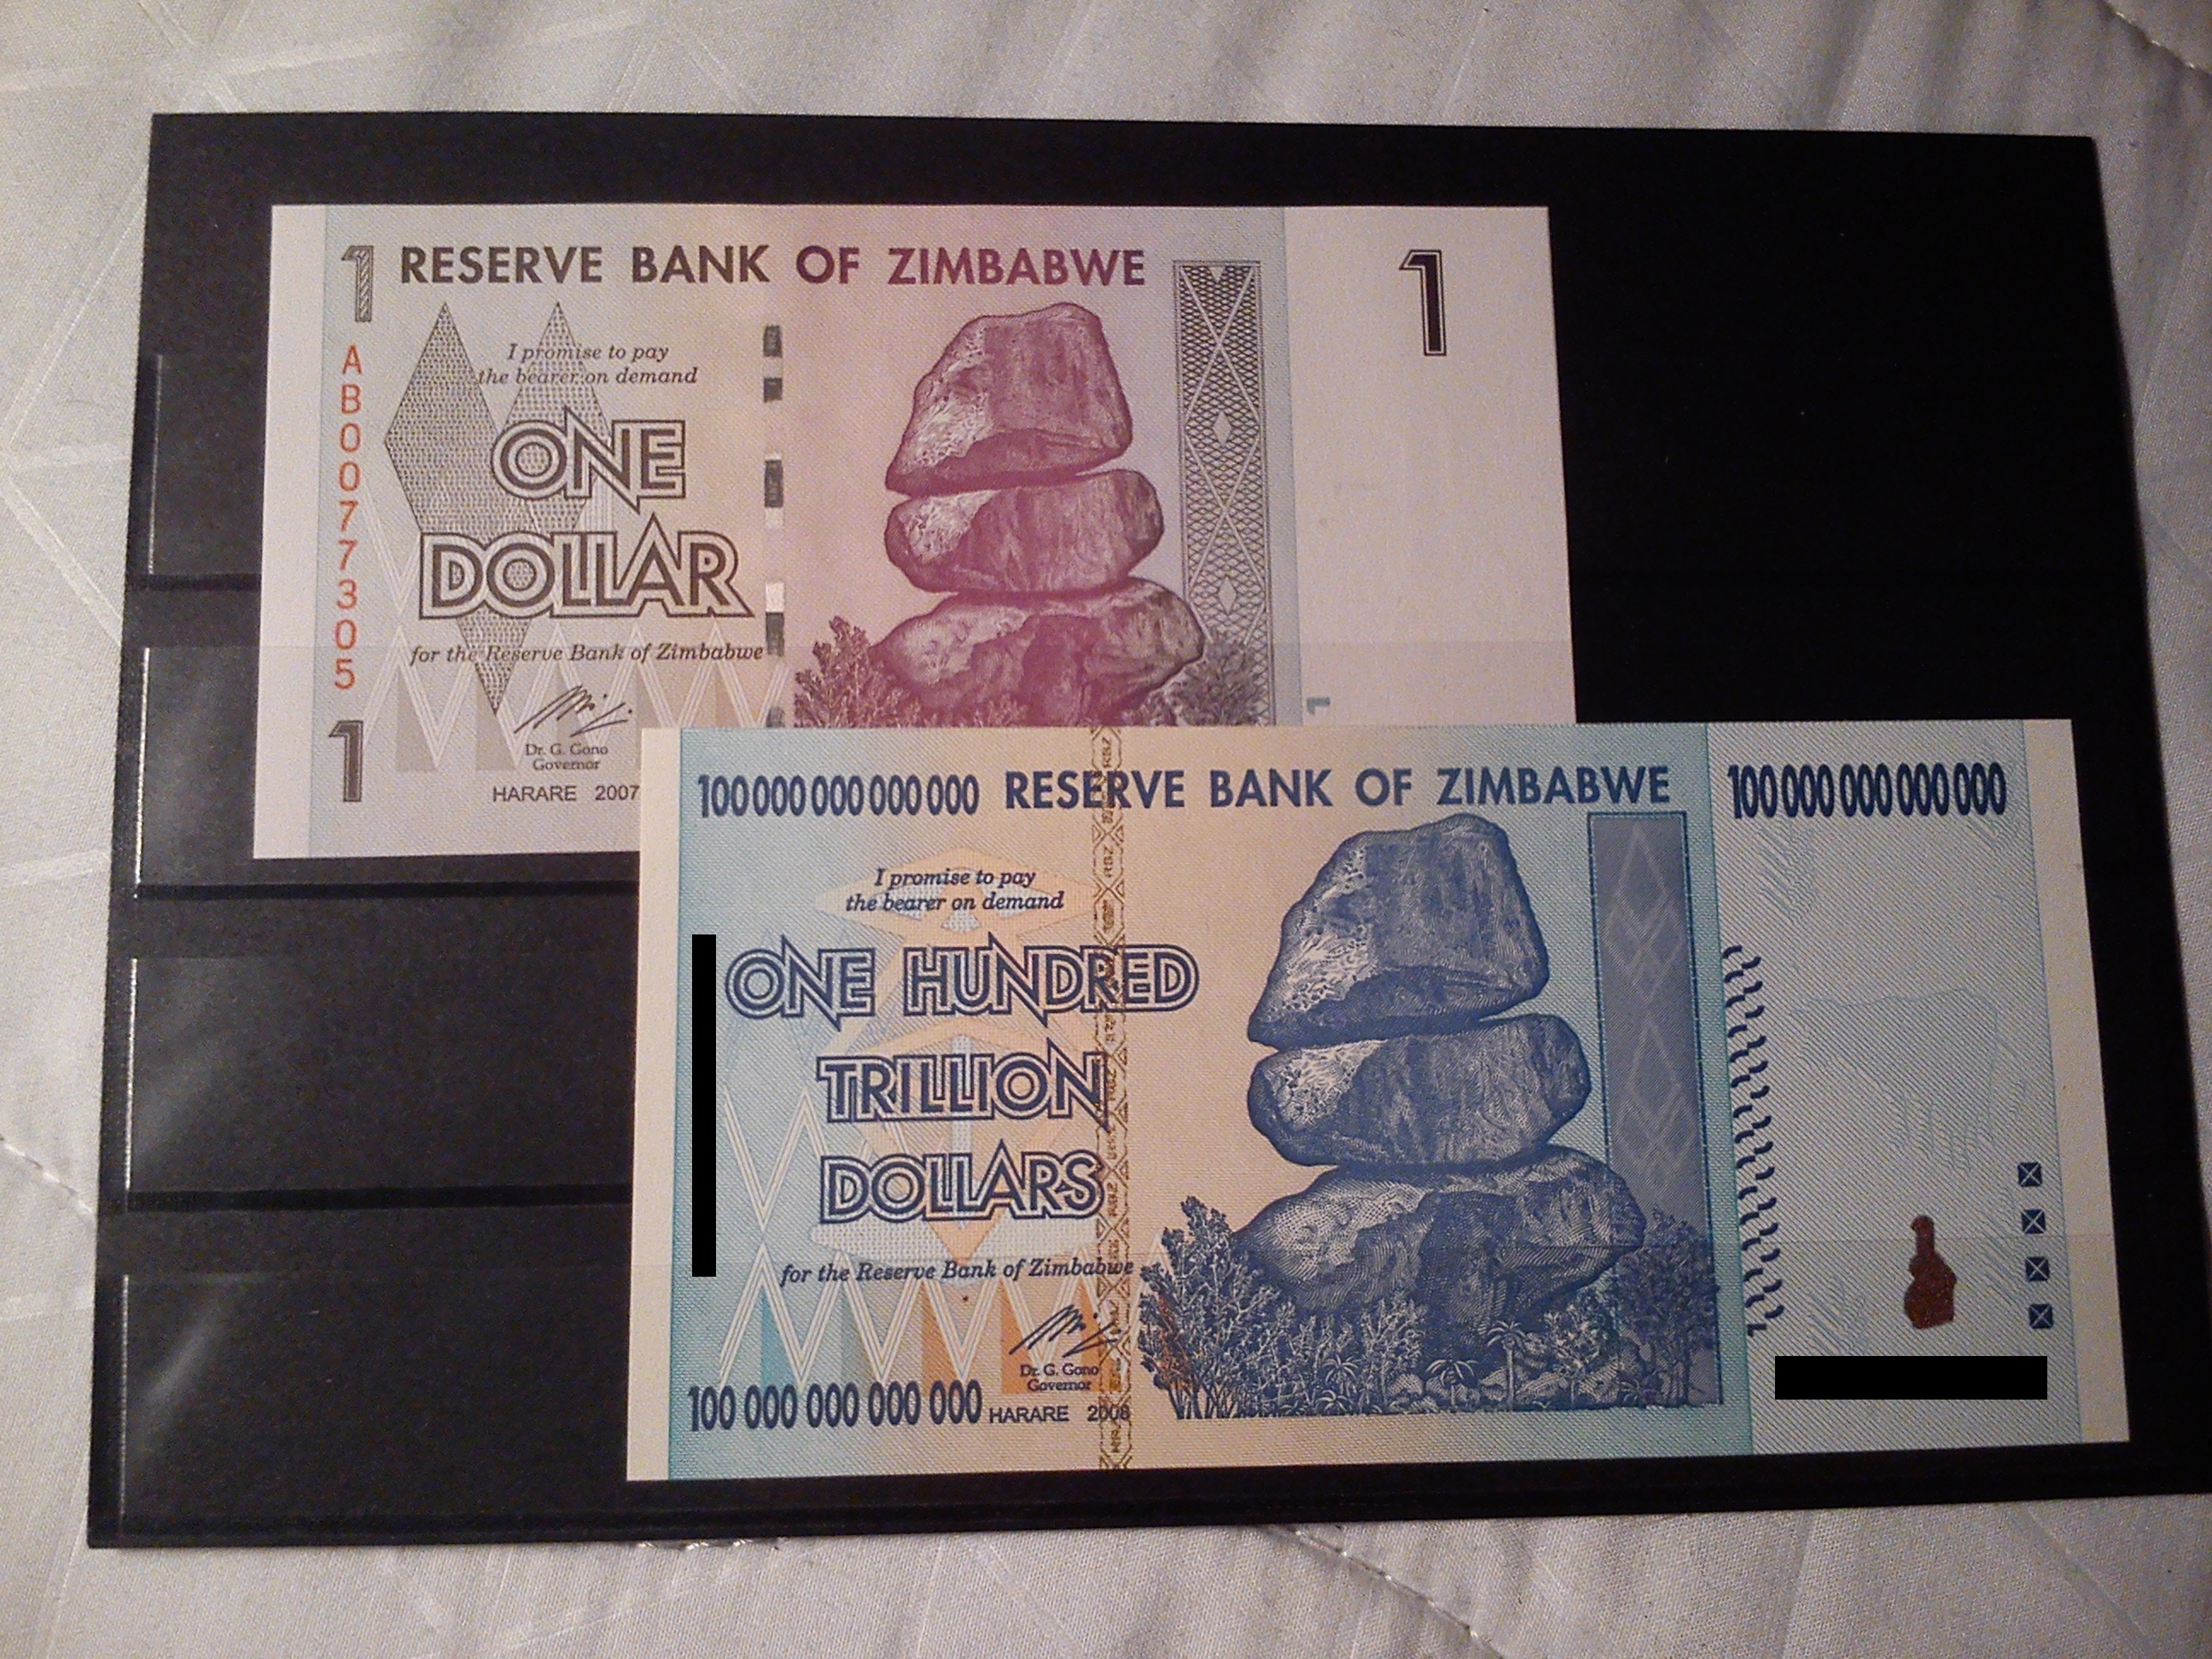 1 RESERVE BANK OF ZIMBABWE 1
I promise to pay
the bearer on demand
ONE
DOLLAR
AB0077305
for the Reserve Bank of Zimbabwe
Dr. G. Gono
Governor
1
1
HARARE 2007
100 000 000 000 000 RESERVE BANK OF ZIMBABWE 100 000 000 000 000
I promise to pay
the bearer on demand
ONE HUNDRED
TRILLION
DOLLARS
for the Reserve Bank of Zimbabwe
Dr. G. Gono
Governor
100 000 000 000 000 HARARE 2008
RBZ